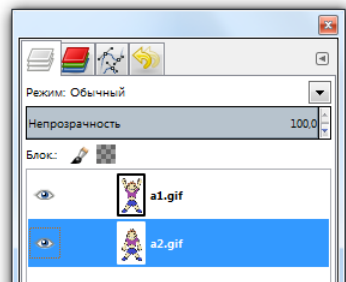 Режим: Обычный
Непрозрачность 100,0
Блок.:
a1.gif
a2.gif